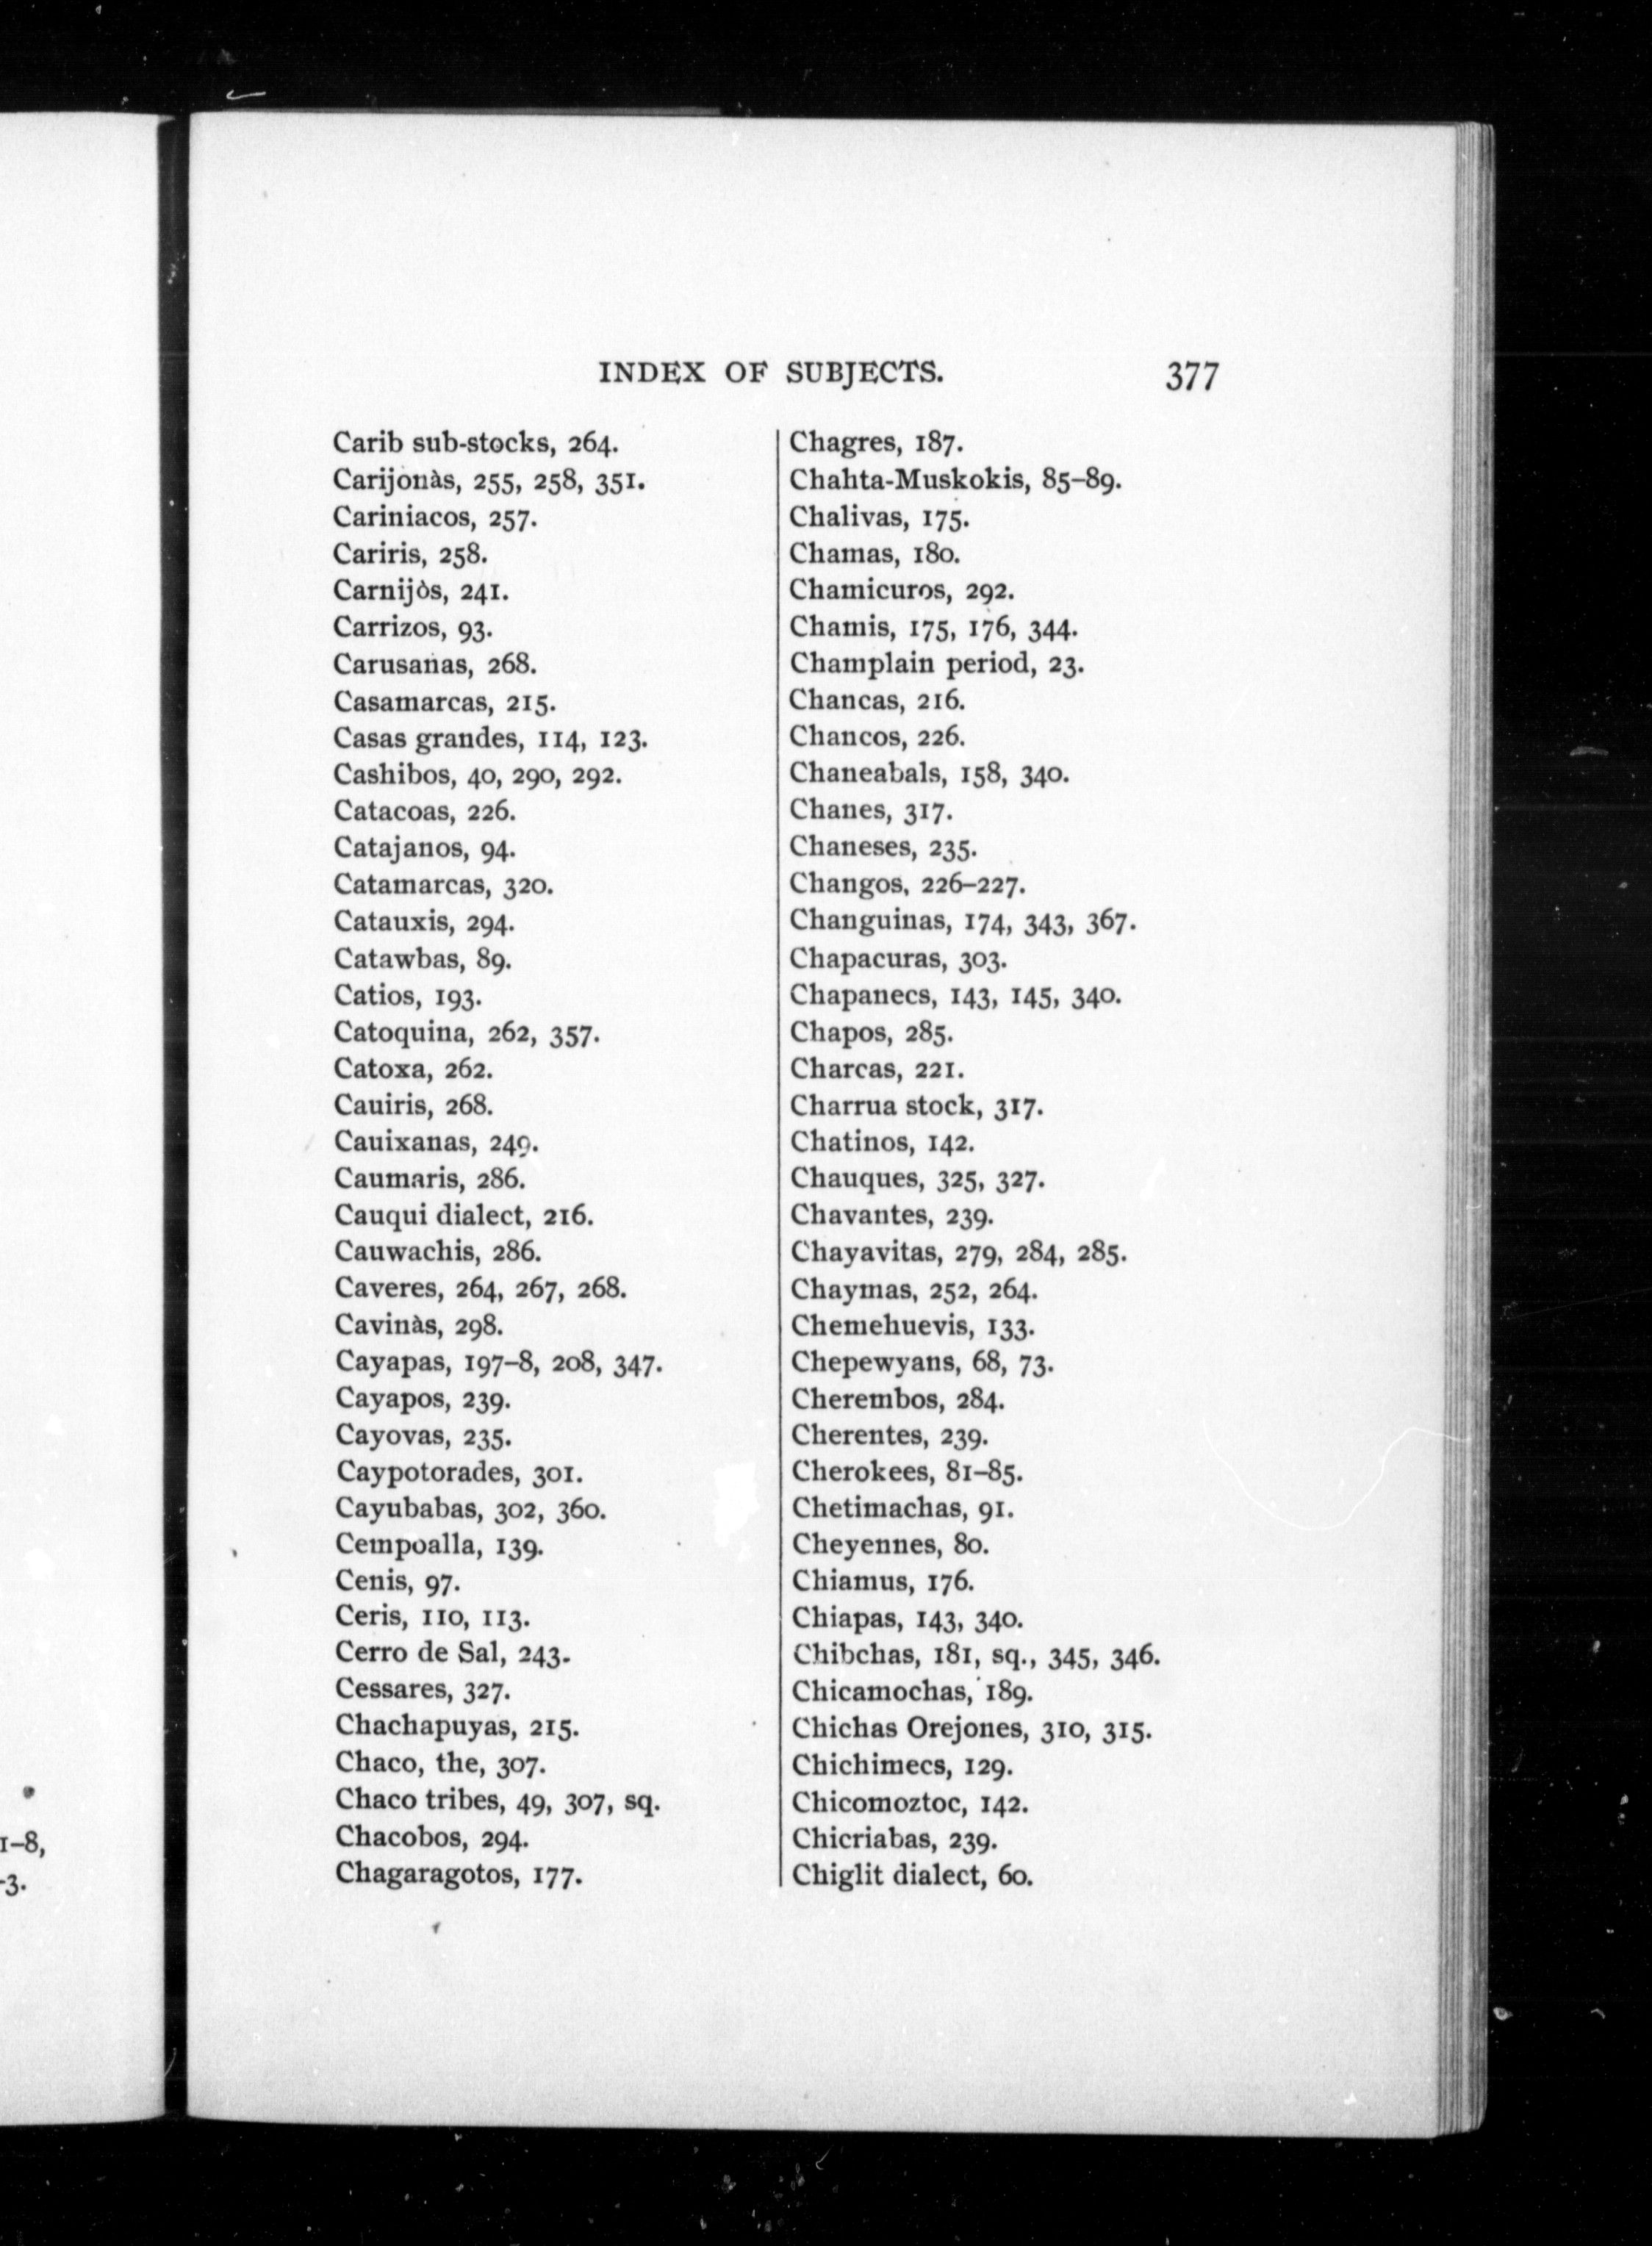 INDEX OF SUBJECTS. 377
Carib sub-stocks, 264.
Carijonàs, 255, 258, 351.
Cariniacos, 257.
Cariris, 258.
Carnijòs, 241.
Carrizos, 93.
Carusanas, 268.
Casamarcas, 215.
Casas grandes, 114, 123.
Cashibos, 40, 290, 292.
Catacoas, 226.
Catajanos, 94.
Catamarcas, 320.
Catauxis, 294.
Catawbas, 89.
Catios, 193.
Catoquina, 262, 357.
Catoxa, 262.
Cauiris, 268.
Cauixanas, 249.
Caumaris, 286.
Cauqui dialect, 216.
Cauwachis, 286.
Caveres, 264, 267, 268.
Cavinàs, 298.
Cayapas, 197–8, 208, 347.
Cayapos, 239.
Cayovas, 235.
Caypotorades, 301.
Cayubabas, 302, 360.
Cempoalla, 139.
Cenis, 97.
Ceris, 110, 113.
Cerro de Sal, 243.
Cessares, 327.
Chachapuyas, 215.
Chaco, the, 307.
Chaco tribes, 49, 307, sq.
Chacobos, 294.
Chagaragotos, 177.
Chagres, 187.
Chahta-Muskokis, 85–89.
Chalivas, 175.
Chamas, 180.
Chamicuros, 292.
Chamis, 175, 176, 344.
Champlain period, 23.
Chancas, 216.
Chancos, 226.
Chaneabals, 158, 340.
Chanes, 317.
Chaneses, 235.
Changos, 226–227.
Changuinas, 174, 343, 367.
Chapacuras, 303.
Chapanecs, 143, 145, 340.
Chapos, 285.
Charcas, 221.
Charrua stock, 317.
Chatinos, 142.
Chauques, 325, 327.
Chavantes, 239.
Chayavitas, 279, 284, 285.
Chaymas, 252, 264.
Chemehuevis, 133.
Chepewyans, 68, 73.
Cherembos, 284.
Cherentes, 239.
Cherokees, 81–85.
Chetimachas, 91.
Cheyennes, 80.
Chiamus, 176.
Chiapas, 143, 340.
Chibchas, 181, sq., 345, 346.
Chicamochas, 189.
Chichas Orejones, 310, 315.
Chichimecs, 129.
Chicomoztoc, 142.
Chicriabas, 239.
Chiglit dialect, 60.
1–8,
-3.